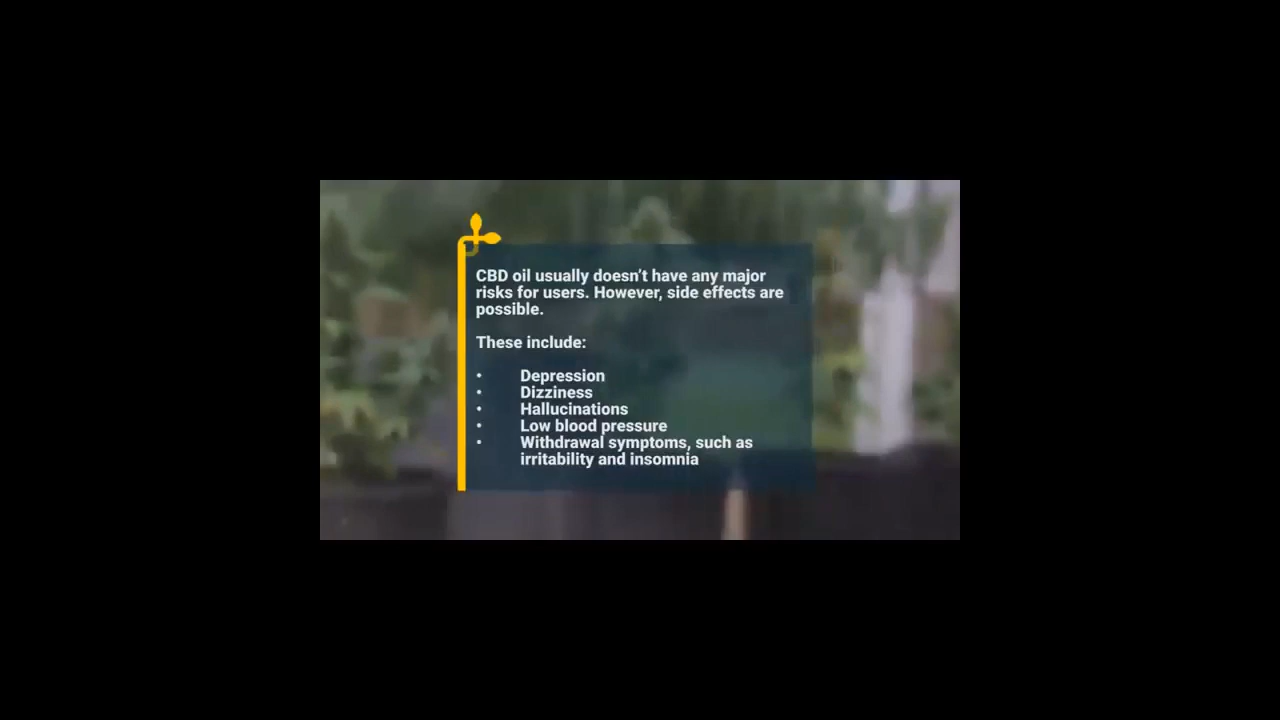 CBD oil usually doesn't have any major
risks for users. However, side effects are
possible.
These include:
• Depression
• Dizziness
• Hallucinations
• Low blood pressure
• Withdrawal symptoms, such as
irritability and insomnia